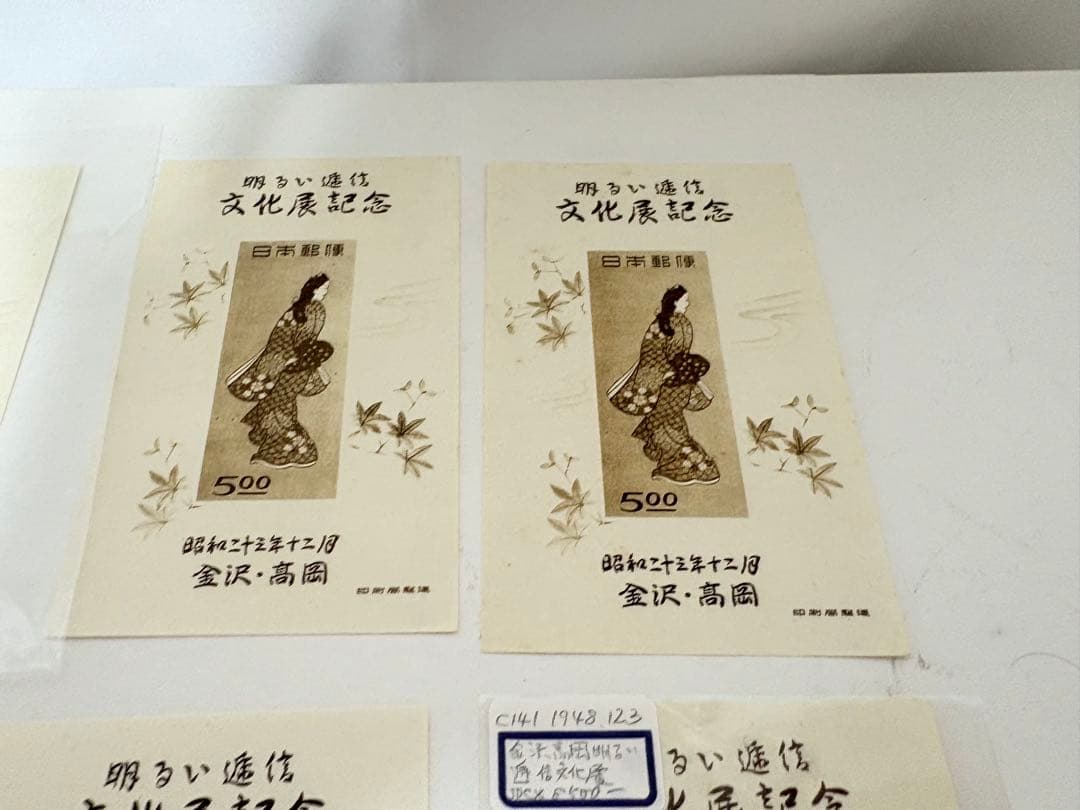 明るい逓信
文化展記念
日本郵便
5.00
昭和二十三年十二月
金沢・高岡
印刷局製造
明るい逓信
文化展記念
日本郵便
5.00
昭和二十三年十二月
金沢・高岡
印刷局製造
明るい逓信
C141 1948.12.3
金沢高岡明るい
逓信文化展
るい逓信